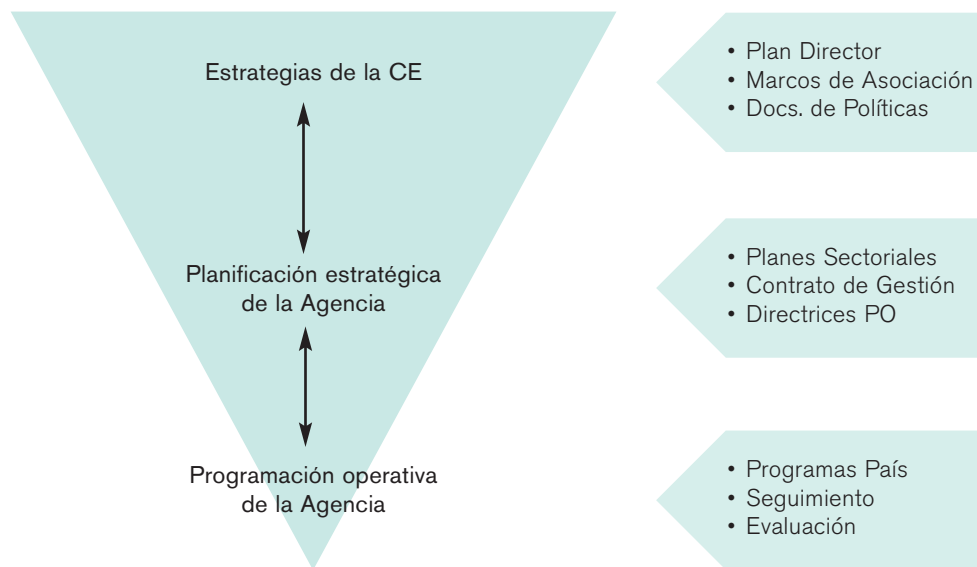 Estrategias de la CE
• Plan Director
• Marcos de Asociación
• Docs. de Políticas
Planificación estratégica
de la Agencia
• Planes Sectoriales
• Contrato de Gestión
• Directrices PO
Programación operativa
de la Agencia
• Programas País
• Seguimiento
• Evaluación